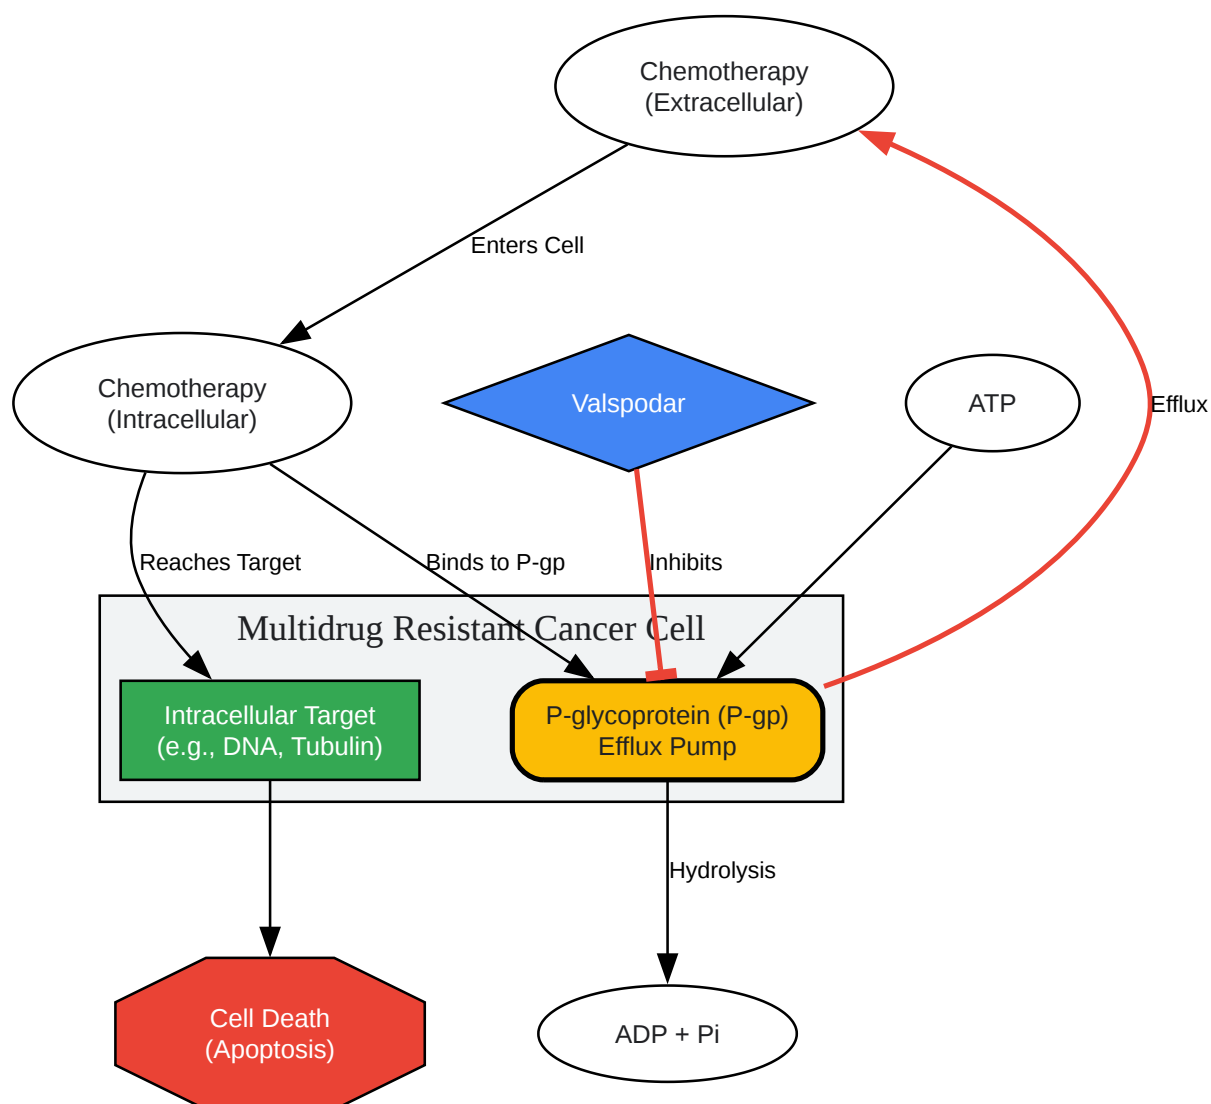 Chemotherapy
(Extracellular)
Enters Cell
Chemotherapy
(Intracellular)
Valspodar
ATP
Efflux
Reaches Target
Binds to P-gp
Inhibits
Multidrug Resistant Cancer Cell
Intracellular Target
(e.g., DNA, Tubulin)
P-glycoprotein (P-gp)
Efflux Pump
Hydrolysis
Cell Death
(Apoptosis)
ADP + Pi